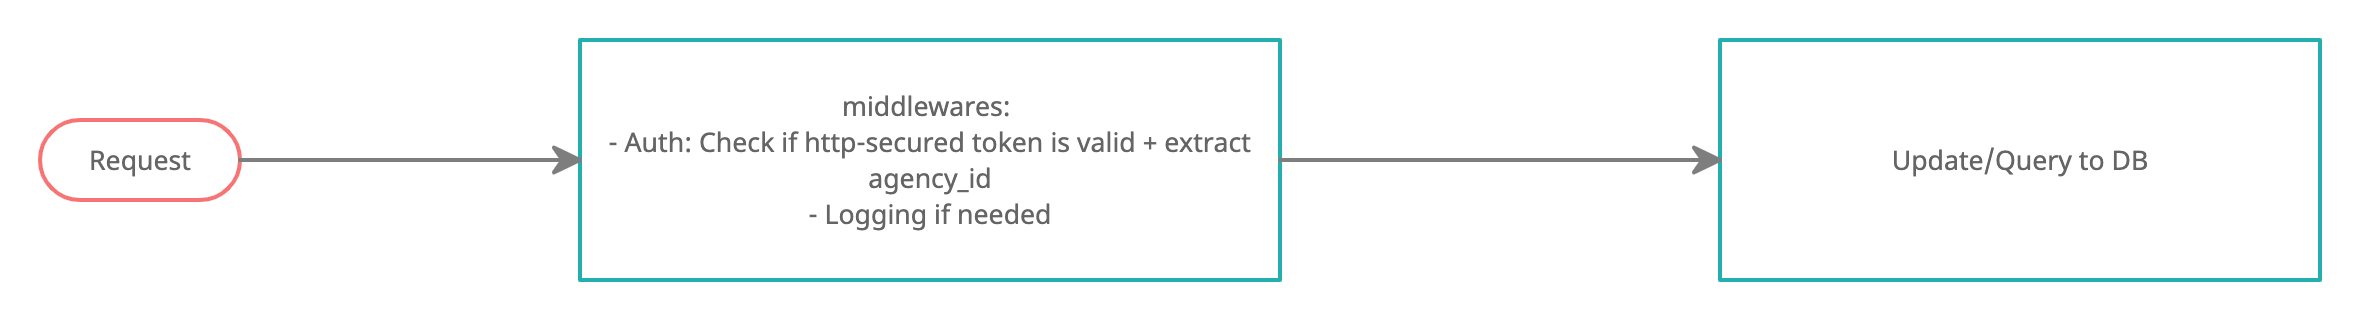 Request
middlewares:
- Auth: Check if http-secured token is valid + extract
agency_id
- Logging if needed
Update/Query to DB